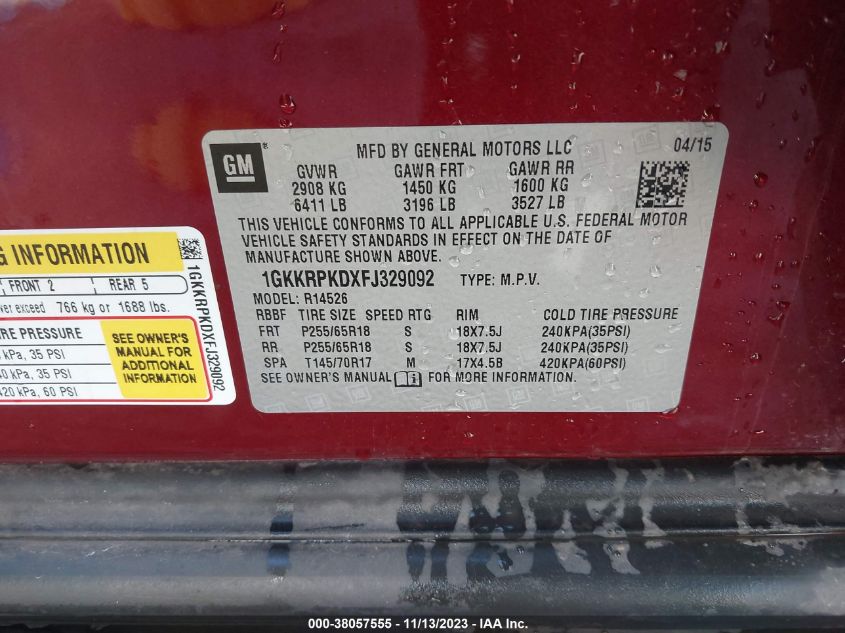 GM
MFD BY GENERAL MOTORS LLC 04/15
GVWR GAWR FRT GAWR RR
2908 KG 1450 KG 1600 KG
6411 LB 3196 LB 3527 LB
THIS VEHICLE CONFORMS TO ALL APPLICABLE U.S. FEDERAL MOTOR
VEHICLE SAFETY STANDARDS IN EFFECT ON THE DATE OF
MANUFACTURE SHOWN ABOVE.
1GKKRPKDXFJ329092 TYPE: M.P.V.
MODEL: R14526
RBBF TIRE SIZE SPEED RTG RIM COLD TIRE PRESSURE
FRT P255/65R18 S 18X7.5J 240KPA(35PSI)
RR P255/65R18 S 18X7.5J 240KPA(35PSI)
SPA T145/70R17 M 17X4.5B 420KPA(60PSI)
SEE OWNER'S MANUAL FOR MORE INFORMATION.
INFORMATION
FRONT 2 REAR 5
exceed 766 kg or 1688 lbs.
PRESSURE
kPa, 35 PSI
kPa, 35 PSI
420 kPa, 60 PSI
SEE OWNER'S
MANUAL FOR
ADDITIONAL
INFORMATION
1GKKRPKDXFJ329092
000-38057555 - 11/13/2023 - IAA Inc.